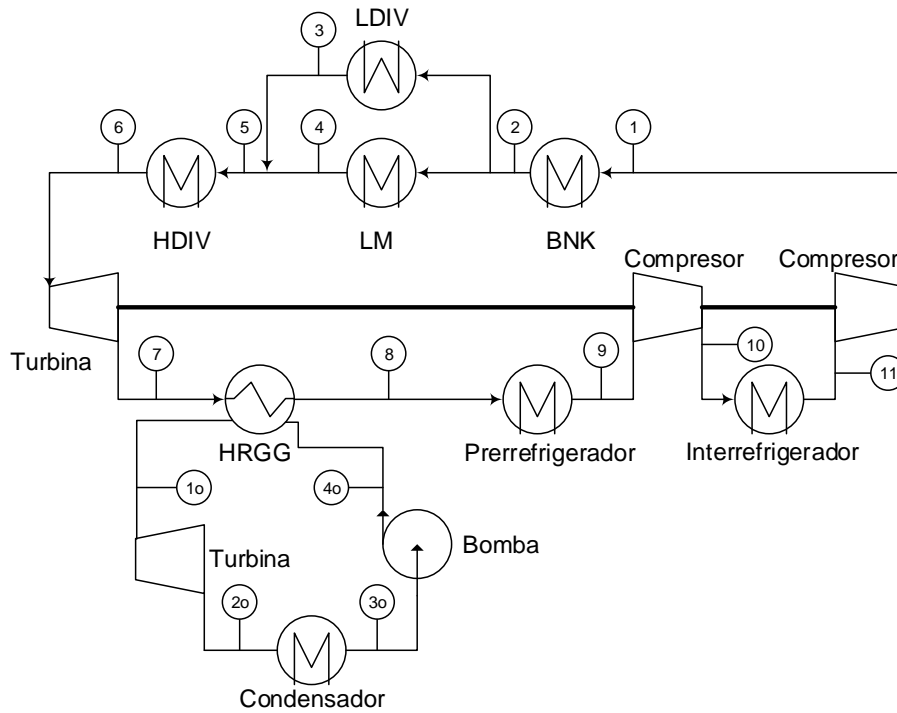 LDIV
3
6
5
4
2
1
HDIV
LM
BNK
Compresor
Compresor
Turbina
7
8
9
10
11
HRGG
Prerrefrigerador
Interrefrigerador
1o
4o
Turbina
Bomba
2o
3o
Condensador